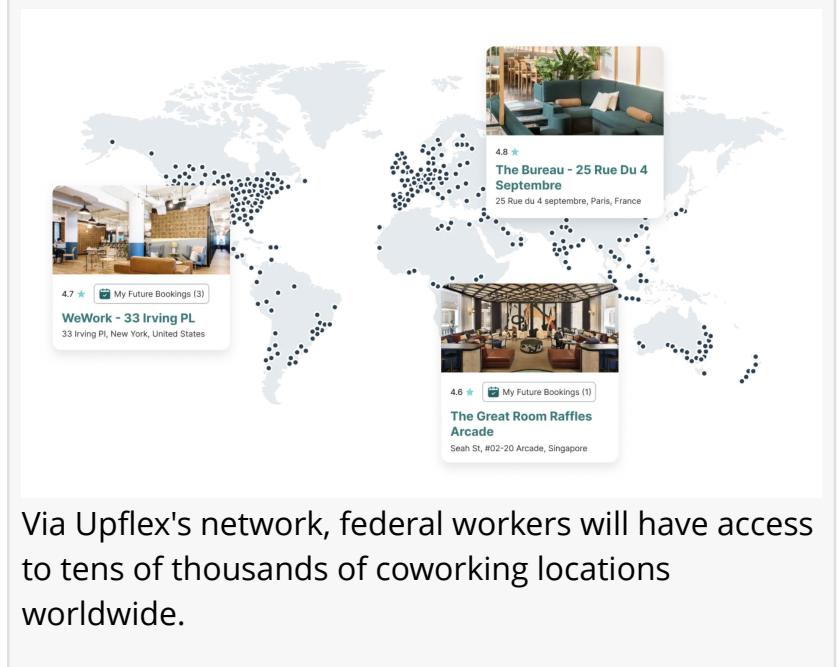 4.8
The Bureau - 25 Rue Du 4
Septembre
25 Rue du 4 septembre, Paris, France
4.7 My Future Bookings (3)
WeWork - 33 Irving PL
33 Irving Pl, New York, United States
4.6 My Future Bookings (1)
The Great Room Raffles
Arcade
Seah St, #02-20 Arcade, Singapore
Via Upflex's network, federal workers will have access
to tens of thousands of coworking locations
worldwide.